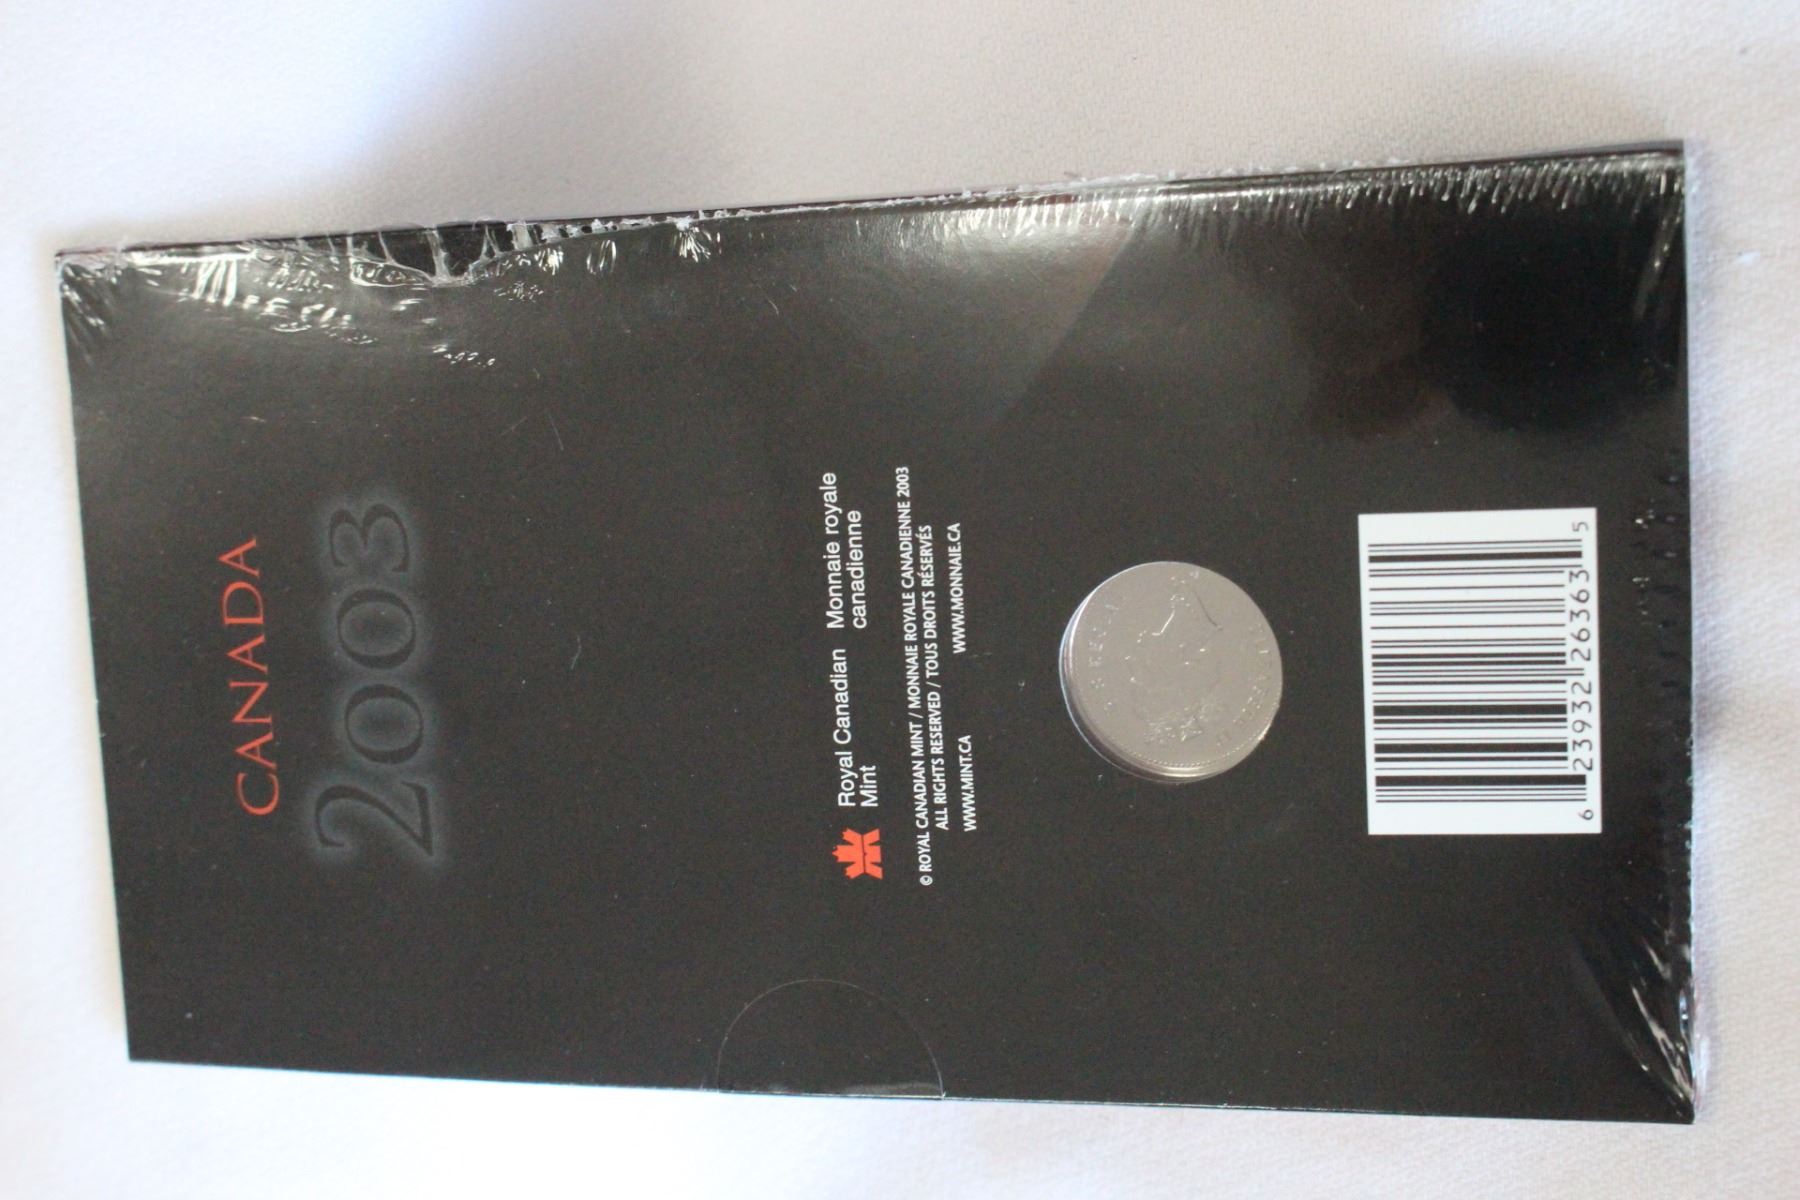 CANADA
2003
Royal Canadian Mint
Monnaie royale canadienne
© ROYAL CANADIAN MINT / MONNAIE ROYALE CANADIENNE 2003
ALL RIGHTS RESERVED / TOUS DROITS RÉSERVÉS
WWW.MINT.CA WWW.MONNAIE.CA
6 23932 26363 5